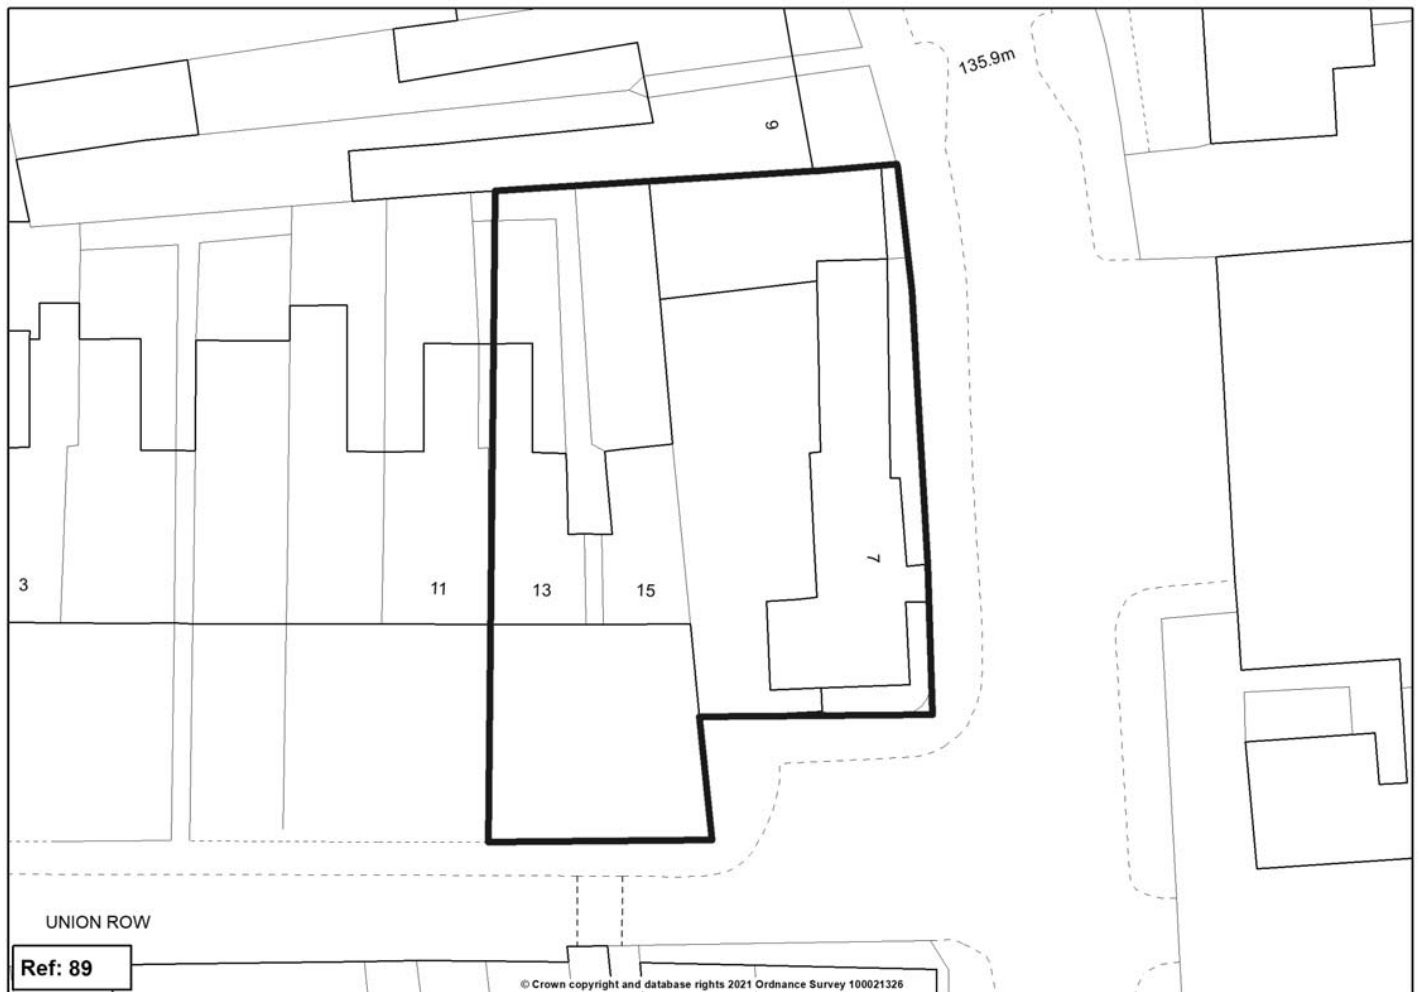 135.9m
9
7
3
11
13
15
UNION ROW
Ref: 89
© Crown copyright and database rights 2021 Ordnance Survey 100021326